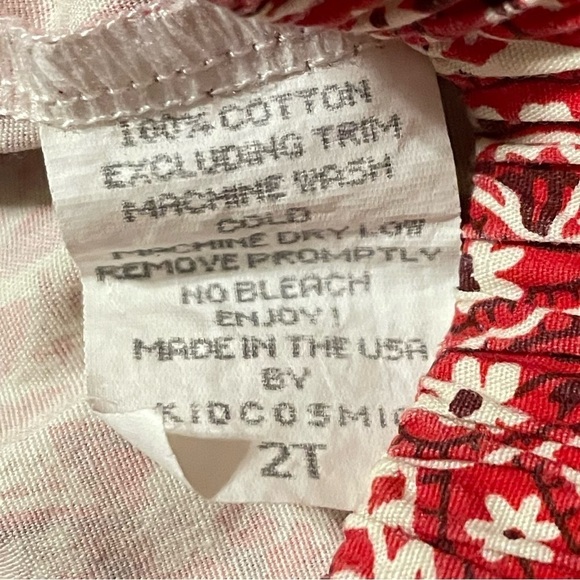 100% COTTON
EXCLUDING TRIM
MACHINE WASH
COLD
MACHINE DRY LOW
REMOVE PROMPTLY
NO BLEACH
ENJOY!
MADE IN THE USA
BY
KIDCOSMIC
2T